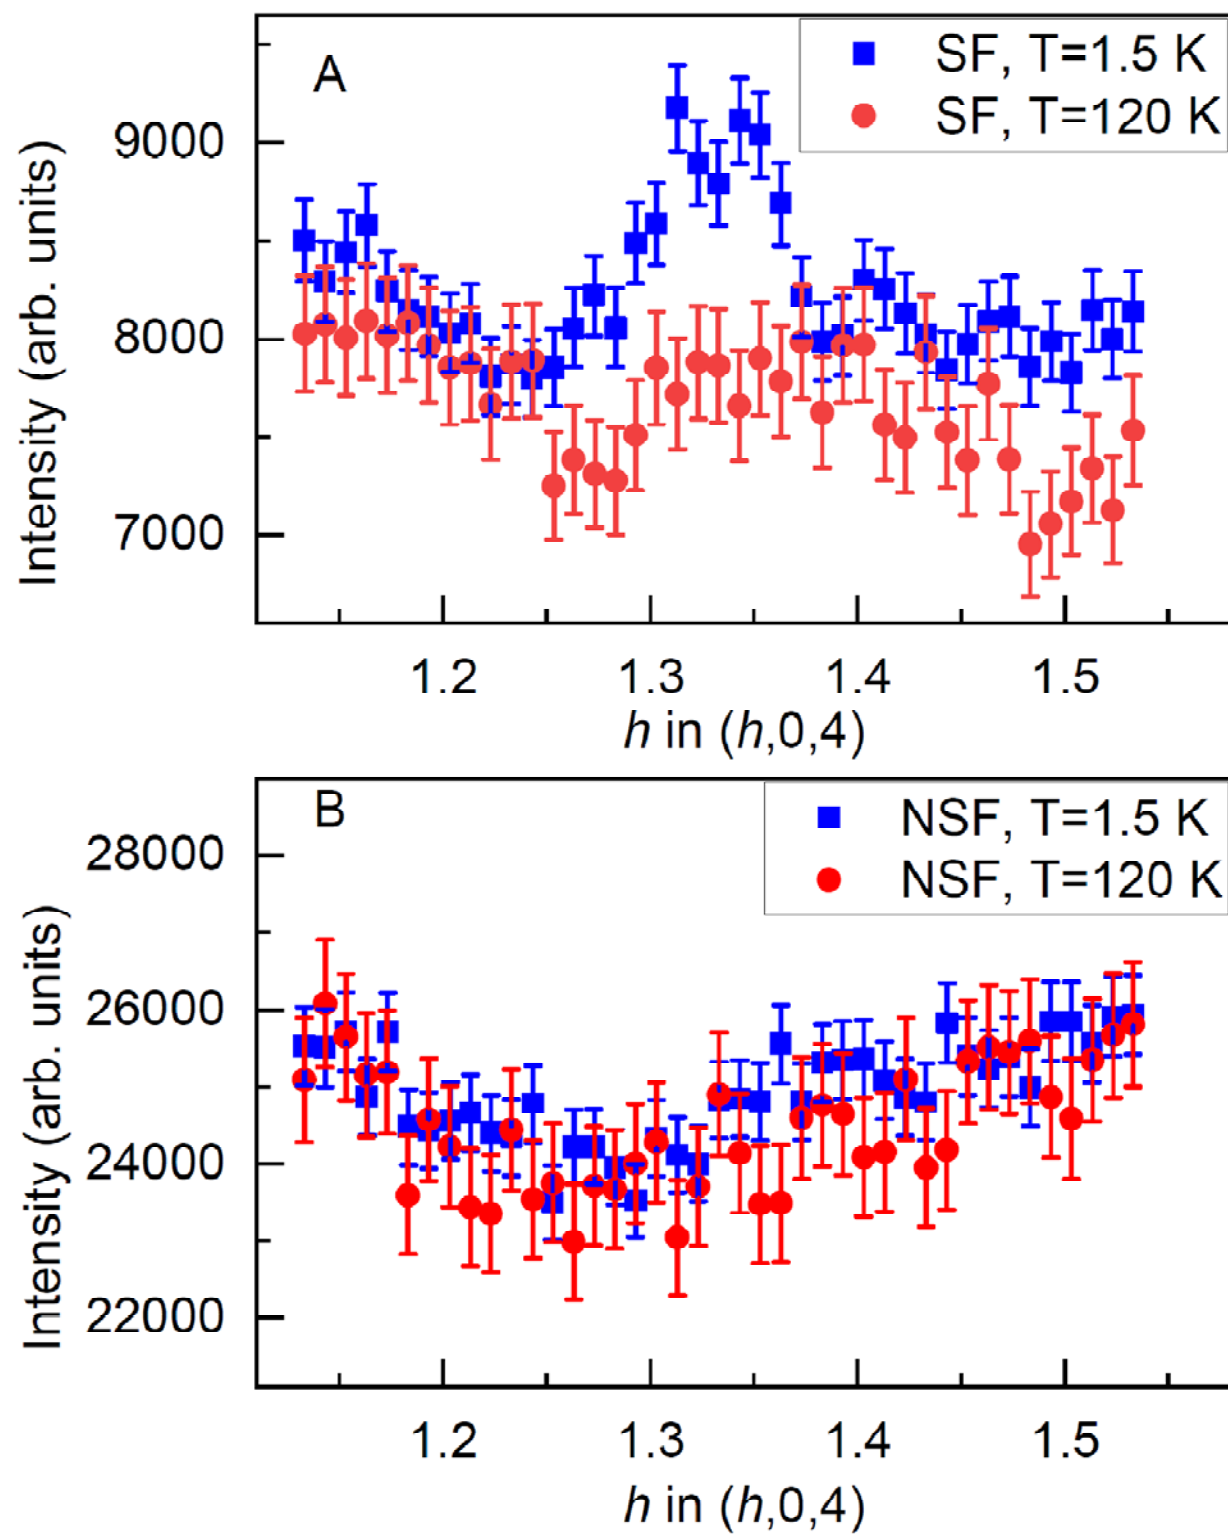 A
SF, T=1.5 K
SF, T=120 K
9000
8000
7000
Intensity (arb. units)
1.2 1.3 1.4 1.5
h in (h,0,4)
B
NSF, T=1.5 K
NSF, T=120 K
28000
26000
24000
22000
Intensity (arb. units)
1.2 1.3 1.4 1.5
h in (h,0,4)